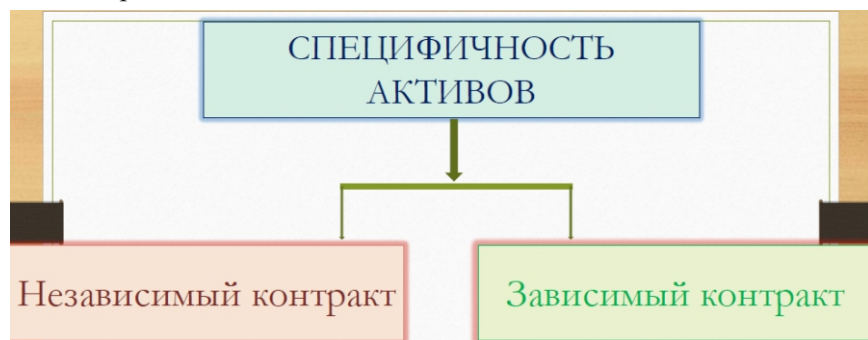 СПЕЦИФИЧНОСТЬ
АКТИВОВ
Независимый контракт
Зависимый контракт